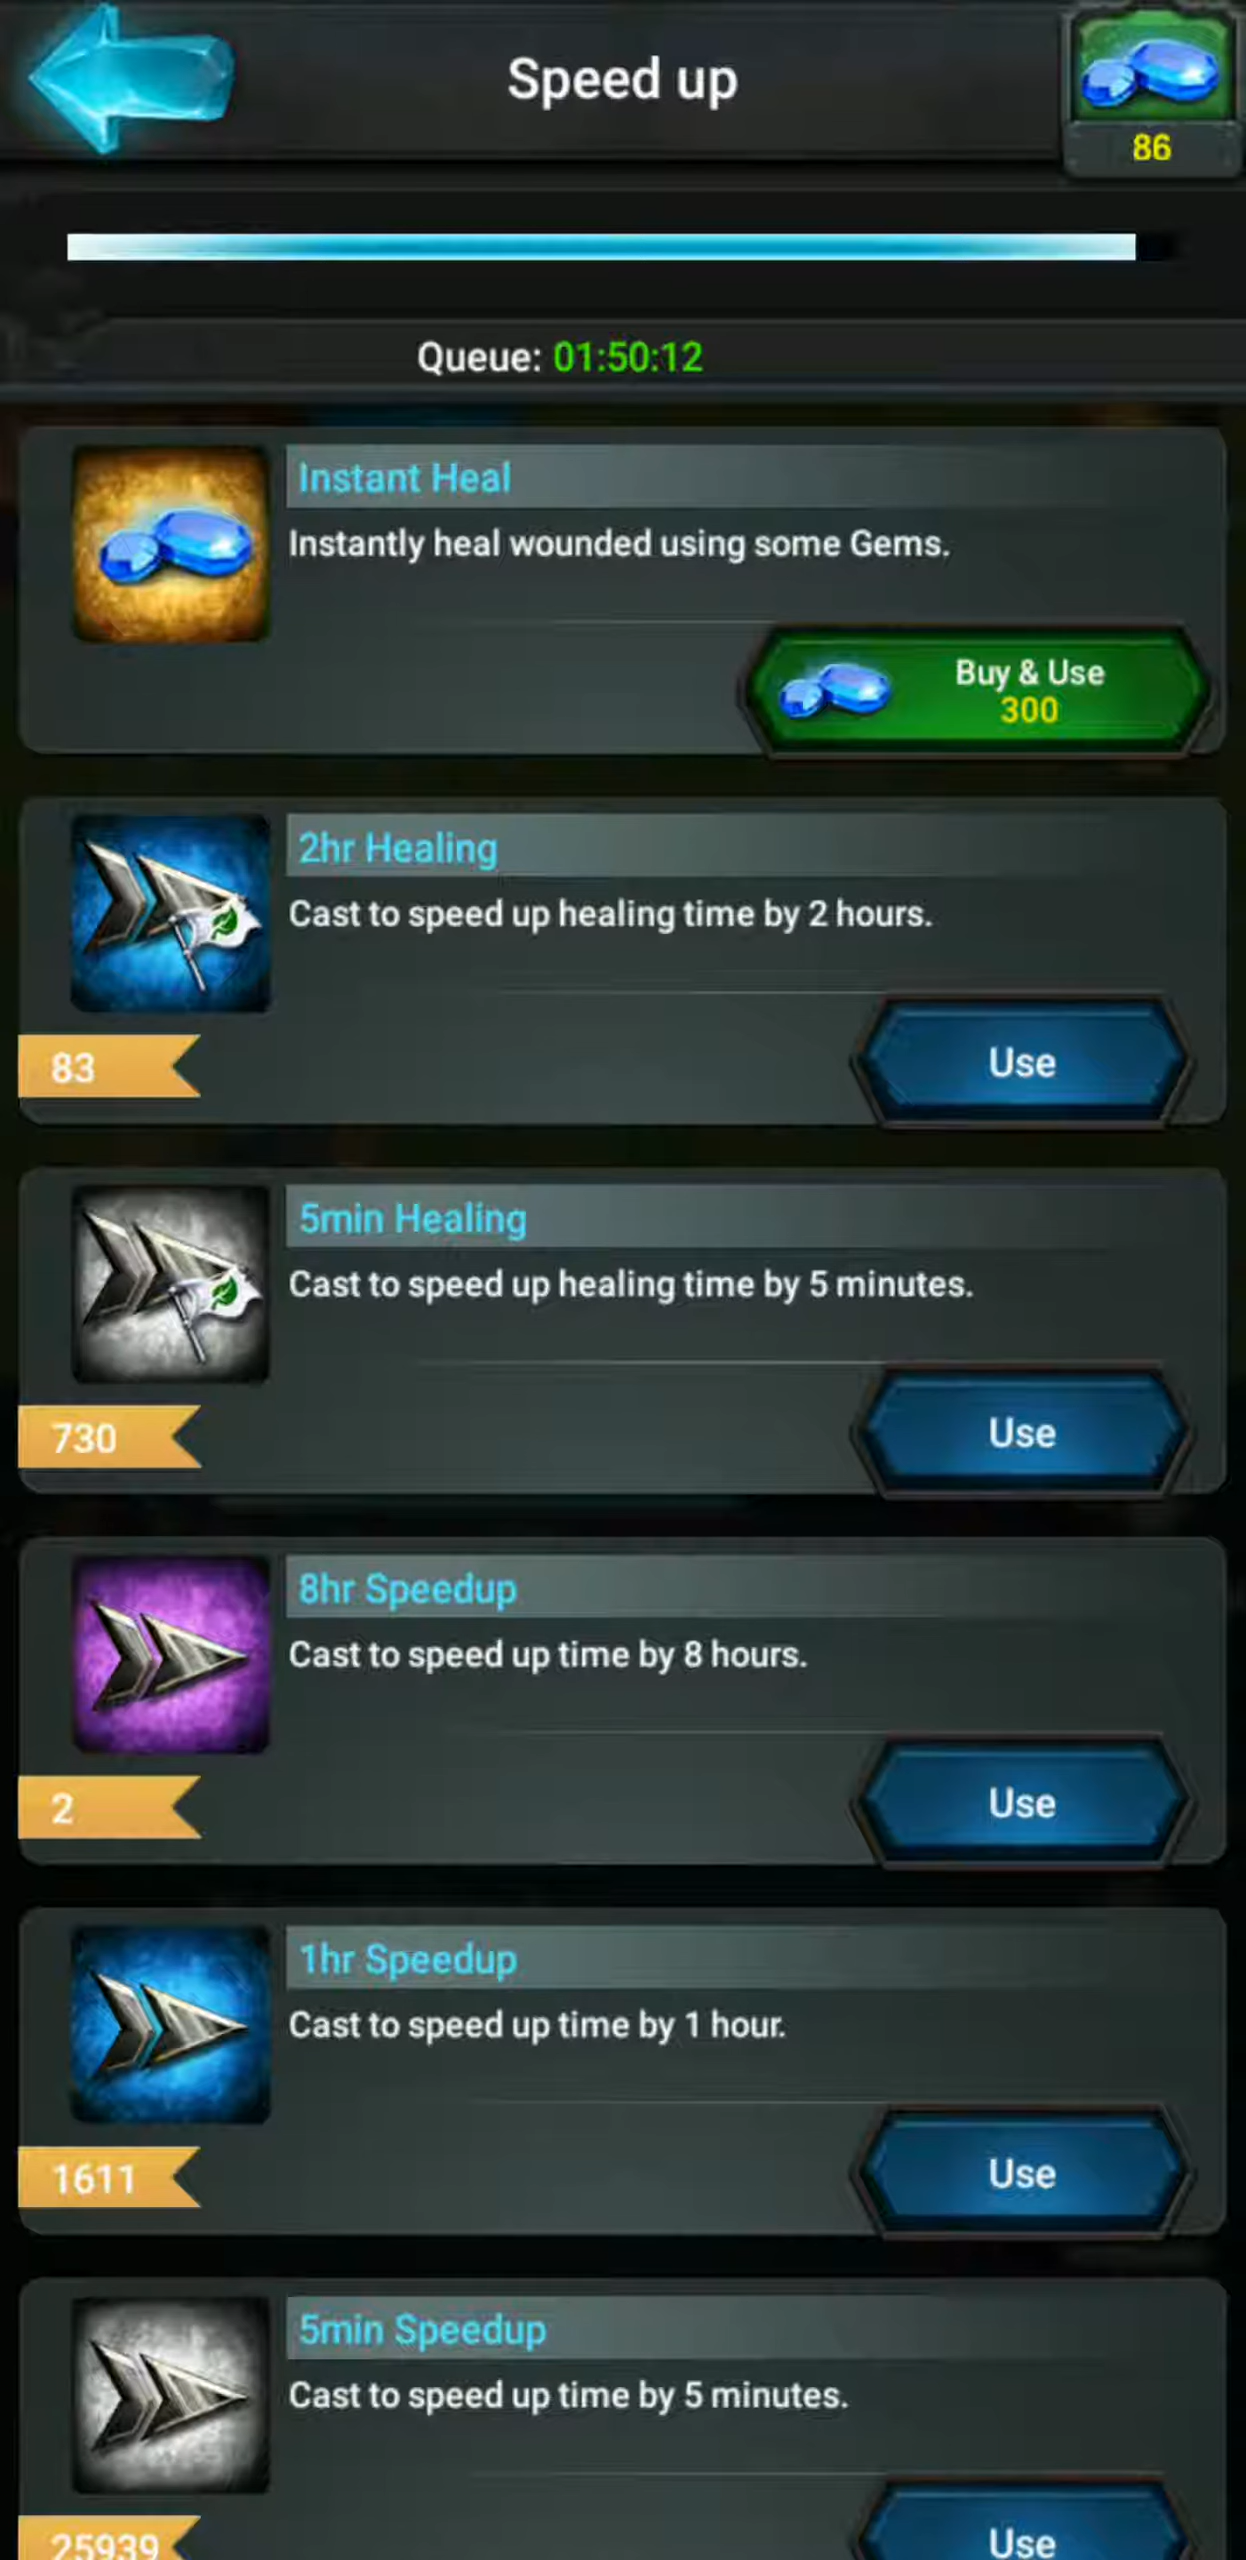 Speed up
86
Queue: 01:50:12
Instant Heal
Instantly heal wounded using some Gems.
Buy & Use
300
2hr Healing
Cast to speed up healing time by 2 hours.
83
Use
5min Healing
Cast to speed up healing time by 5 minutes.
730
Use
8hr Speedup
Cast to speed up time by 8 hours.
2
Use
1hr Speedup
Cast to speed up time by 1 hour.
1611
Use
5min Speedup
Cast to speed up time by 5 minutes.
25939
Use